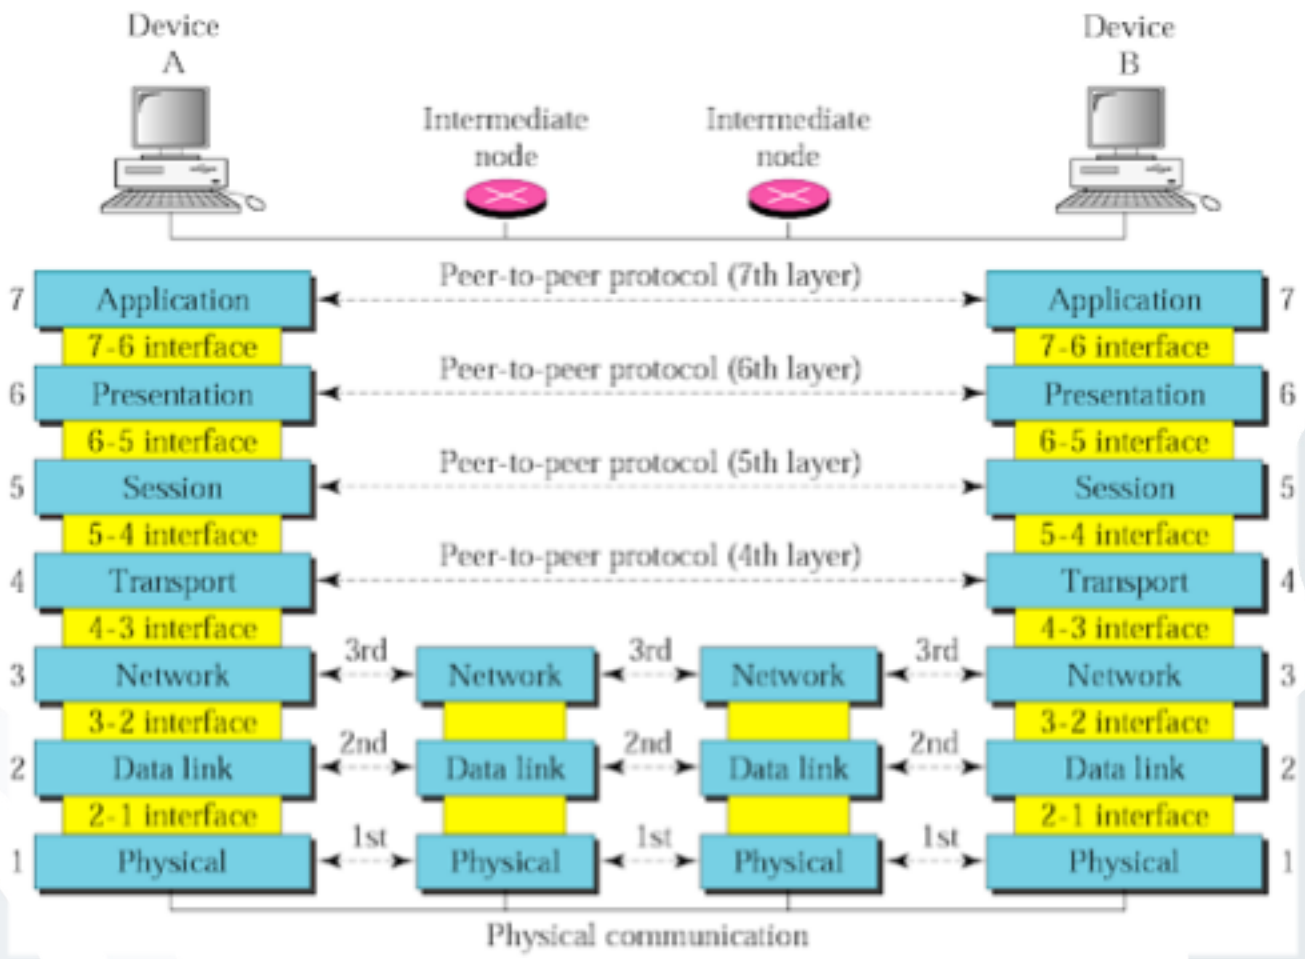 Device
A
Device
B
Intermediate
node
Intermediate
node
Peer-to-peer protocol (7th layer)
7 Application
Application 7
7-6 interface
7-6 interface
Peer-to-peer protocol (6th layer)
6 Presentation
Presentation 6
6-5 interface
6-5 interface
Peer-to-peer protocol (5th layer)
5 Session
Session 5
5-4 interface
5-4 interface
Peer-to-peer protocol (4th layer)
4 Transport
Transport 4
4-3 interface
4-3 interface
3 Network 3rd Network 3rd Network 3rd Network 3
3-2 interface
3-2 interface
2 Data link 2nd Data link 2nd Data link 2nd Data link 2
2-1 interface
2-1 interface
1 Physical 1st Physical 1st Physical 1st Physical 1
Physical communication